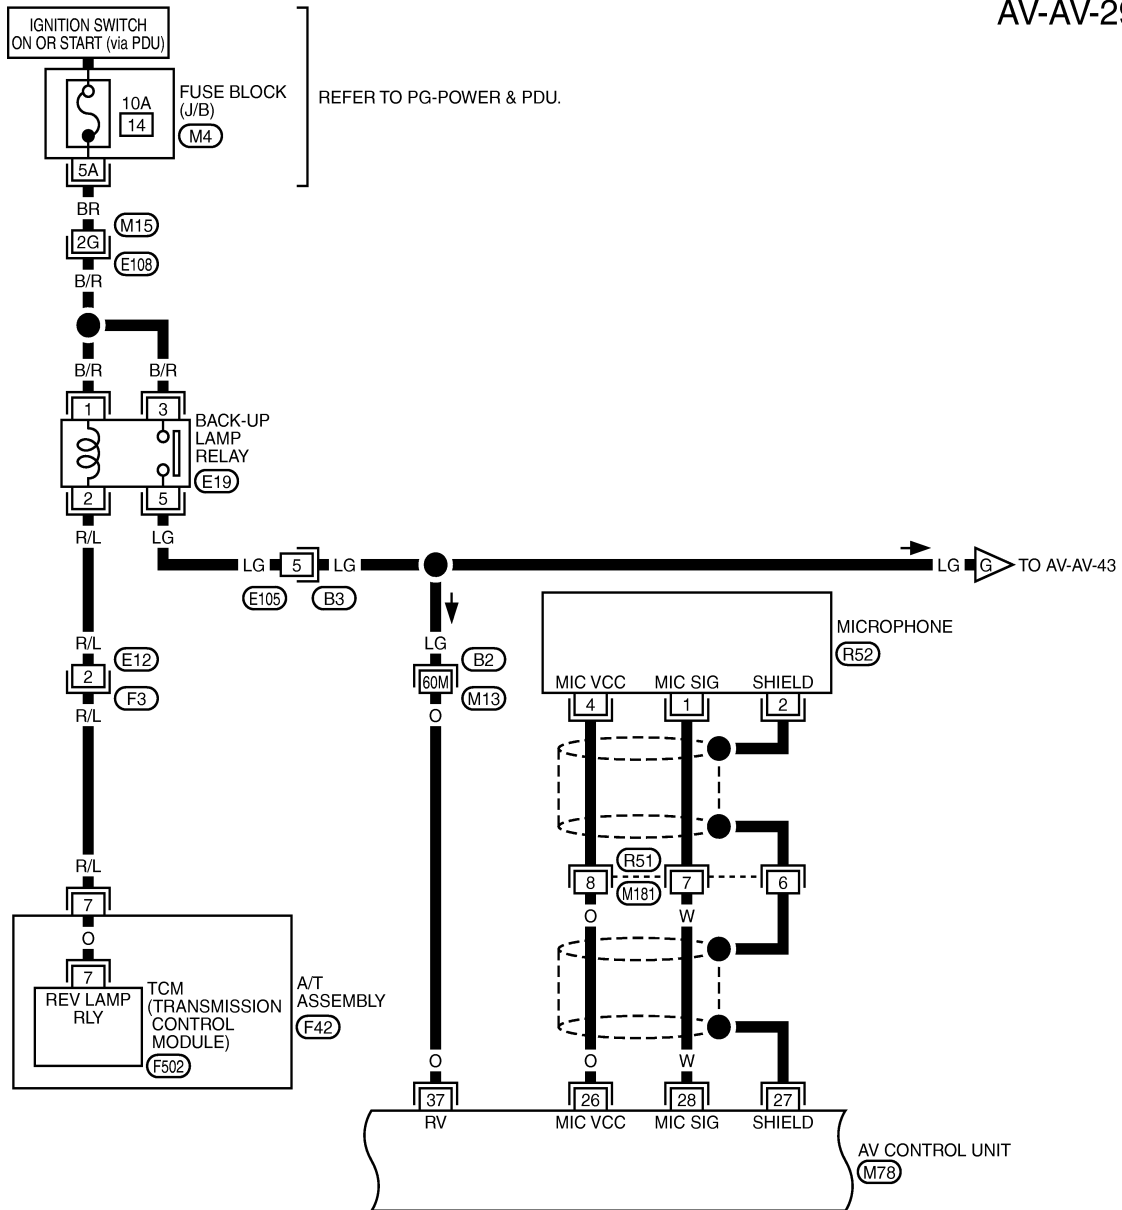 AV-AV-29
IGNITION SWITCH
ON OR START (via PDU)
FUSE BLOCK
(J/B)
M4
10A
14
REFER TO PG-POWER & PDU.
5A
BR
M15
2G
E108
B/R
B/R
B/R
1
3
BACK-UP
LAMP
RELAY
E19
2
5
R/L
LG
LG
5
LG
E105
B3
LG
G
TO AV-AV-43
R/L
E12
2
F3
R/L
LG
B2
60M
M13
O
MICROPHONE
R52
MIC VCC
MIC SIG
SHIELD
4
1
2
R51
8
M181
7
6
O
W
R/L
7
O
7
REV LAMP
RLY
TCM
(TRANSMISSION
CONTROL
MODULE)
F502
A/T
ASSEMBLY
F42
O
O
W
37
26
28
27
RV
MIC VCC
MIC SIG
SHIELD
AV CONTROL UNIT
M78